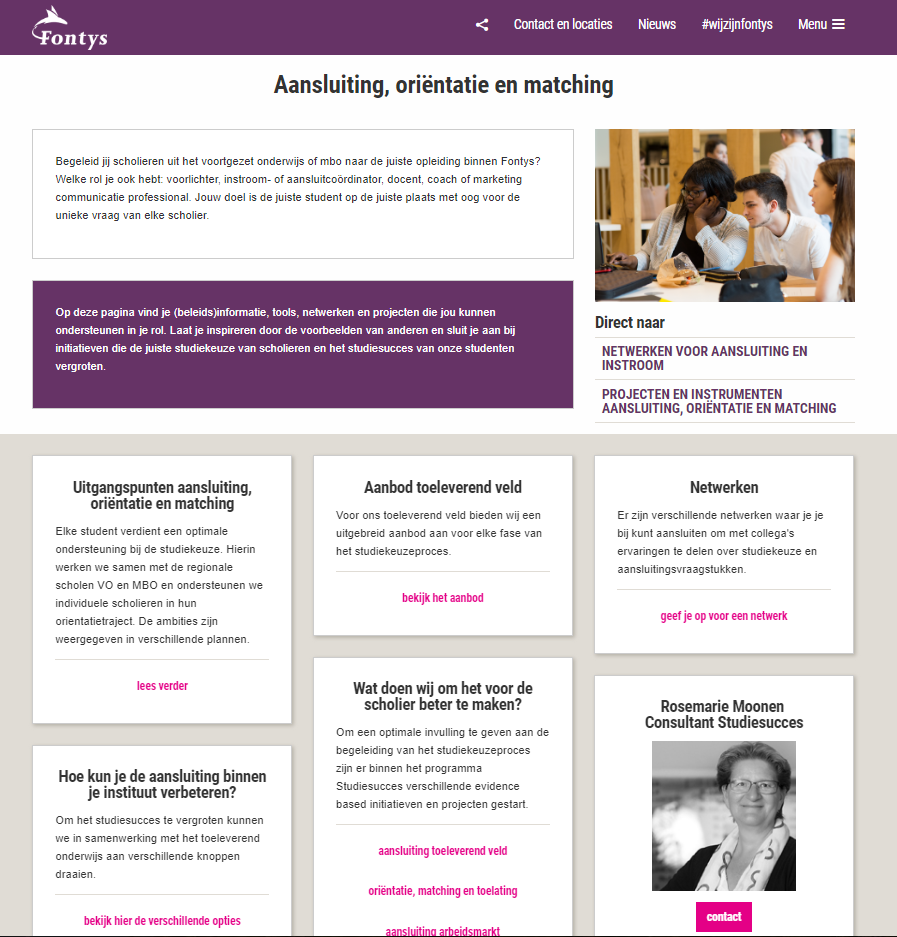 Fontys
Contact en locaties
Nieuws
#wijzijnfontys
Menu
Aansluiting, oriëntatie en matching
Begeleid jij scholieren uit het voortgezet onderwijs of mbo naar de juiste opleiding binnen Fontys?
Welke rol je ook hebt: voorlichter, instroom- of aansluitcoördinator, docent, coach of marketing
communicatie professional. Jouw doel is de juiste student op de juiste plaats met oog voor de
unieke vraag van elke scholier.
Op deze pagina vind je (beleids)informatie, tools, netwerken en projecten die jou kunnen
ondersteunen in je rol. Laat je inspireren door de voorbeelden van anderen en sluit je aan bij
initiatieven die de juiste studiekeuze van scholieren en het studiesucces van onze studenten
vergroten.
Direct naar
NETWERKEN VOOR AANSLUITING EN
INSTROOM
PROJECTEN EN INSTRUMENTEN
AANSLUITING, ORIËNTATIE EN MATCHING
Uitgangspunten aansluiting,
oriëntatie en matching
Elke student verdient een optimale
ondersteuning bij de studiekeuze. Hierin
werken we samen met de regionale
scholen VO en MBO en ondersteunen we
individuele scholieren in hun
orientatietraject. De ambities zijn
weergegeven in verschillende plannen.
lees verder
Hoe kun je de aansluiting binnen
je instituut verbeteren?
Om het studiesucces te vergroten kunnen
we in samenwerking met het toeleverend
onderwijs aan verschillende knoppen
draaien.
bekijk hier de verschillende opties
Aanbod toeleverend veld
Voor ons toeleverend veld bieden wij een
uitgebreid aanbod aan voor elke fase van
het studiekeuzeproces.
bekijk het aanbod
Wat doen wij om het voor de
scholier beter te maken?
Om een optimale invulling te geven aan de
begeleiding van het studiekeuzeproces
zijn er binnen het programma
Studiesucces verschillende evidence
based initiatieven en projecten gestart.
aansluiting toeleverend veld
oriëntatie, matching en toelating
aansluiting arbeidsmarkt
Netwerken
Er zijn verschillende netwerken waar je je
bij kunt aansluiten om met collega's
ervaringen te delen over studiekeuze en
aansluitingsvraagstukken.
geef je op voor een netwerk
Rosemarie Moonen
Consultant Studiesucces
contact